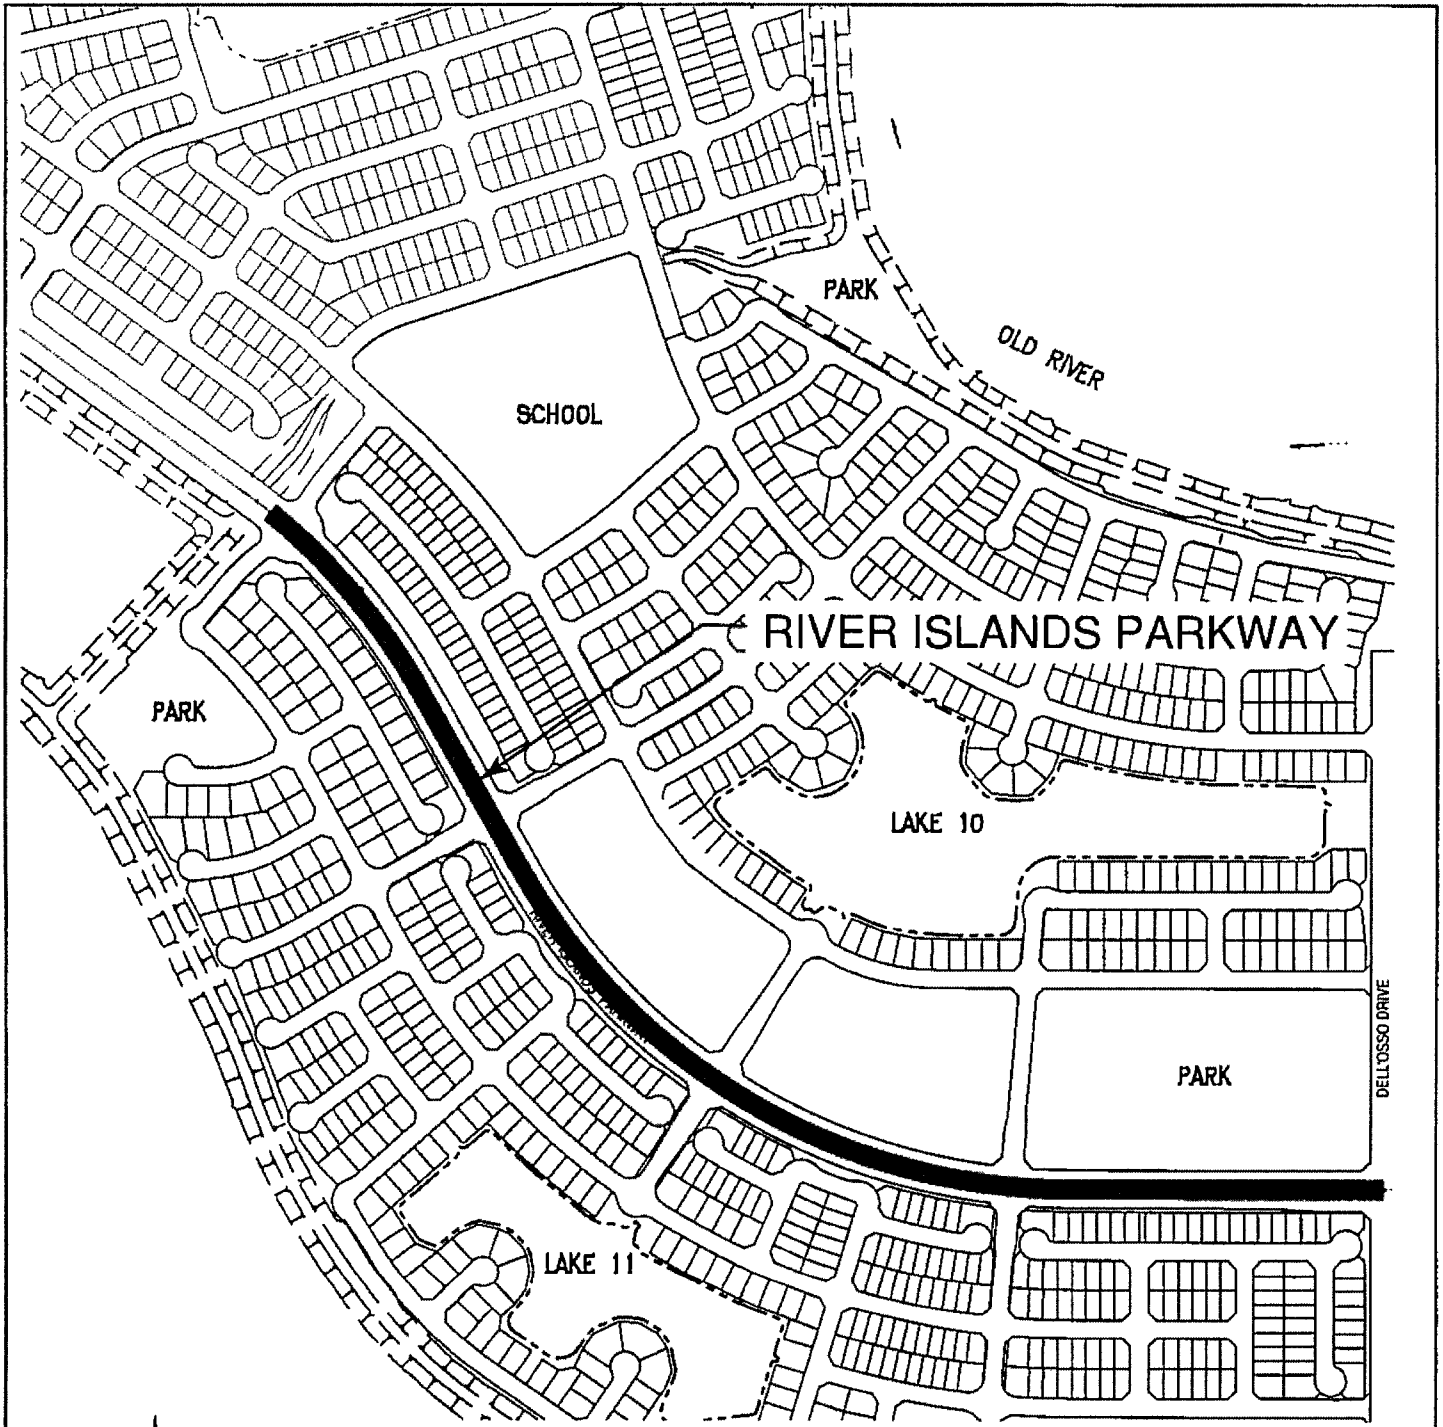 PARK
OLD RIVER
SCHOOL
RIVER ISLANDS PARKWAY
PARK
LAKE 10
DELL'OSSO DRIVE
PARK
LAKE 11